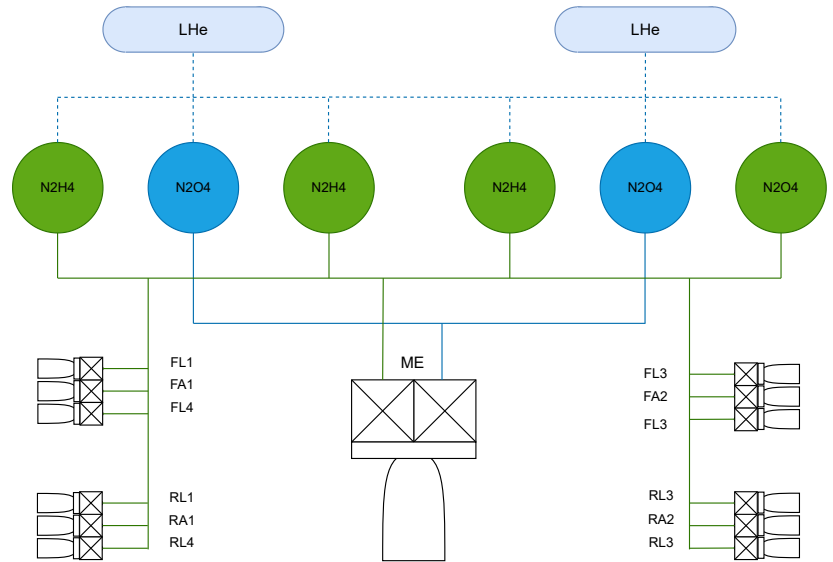 LHe
LHe
N2H4
N2O4
N2H4
N2H4
N2O4
N2O4
ME
FL1
FA1
FL4
FL3
FA2
FL3
RL1
RA1
RL4
RL3
RA2
RL3